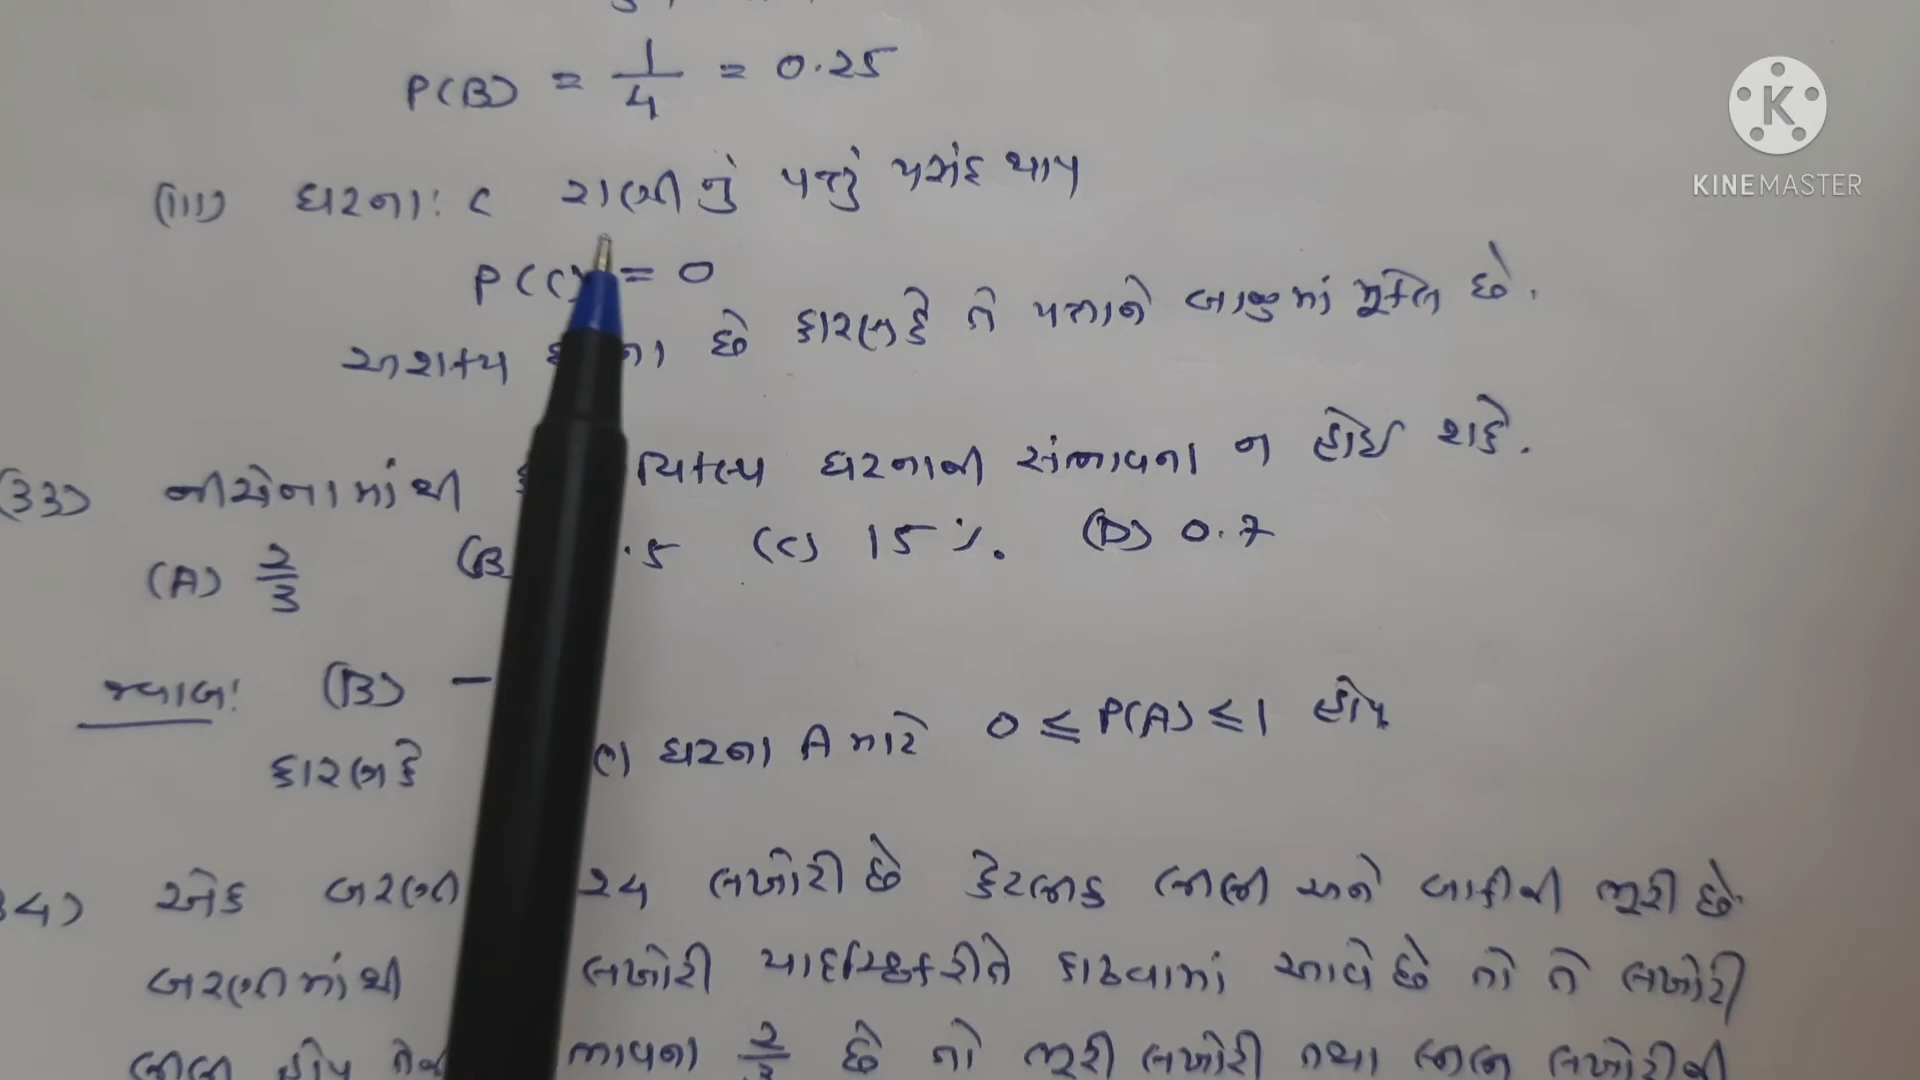 P(B) = 1/4 = 0.25
(iii) ઘટના: C રાણીનું પત્તું પસંદ થાય
P(C) = 0
અશક્ય છે કારણકે તે પત્તાને બાજુમાં મૂકેલ છે.
(33) નીચેનામાંથી વિકલ્પ ઘટનાની સંભાવના ન હોઈ શકે.
(A) 2/3 (B .5 (C) 15%. (D) 0.7
જવાબ: (B) –
કારણકે ઘટના A માટે 0 ≤ P(A) ≤ 1 હોય
34) એક બરણી 24 લખોટી છે કેટલીક લીલી અને બાકીની ભૂરી છે
બરણીમાંથી લખોટી યાદચ્છિક રીતે કાઢવામાં આવે છે તો તે લખોટી
લીલી હોય 2/3 છે તો ભૂરી લખોટી તથા લીલી લખોટીની
KINEMASTER